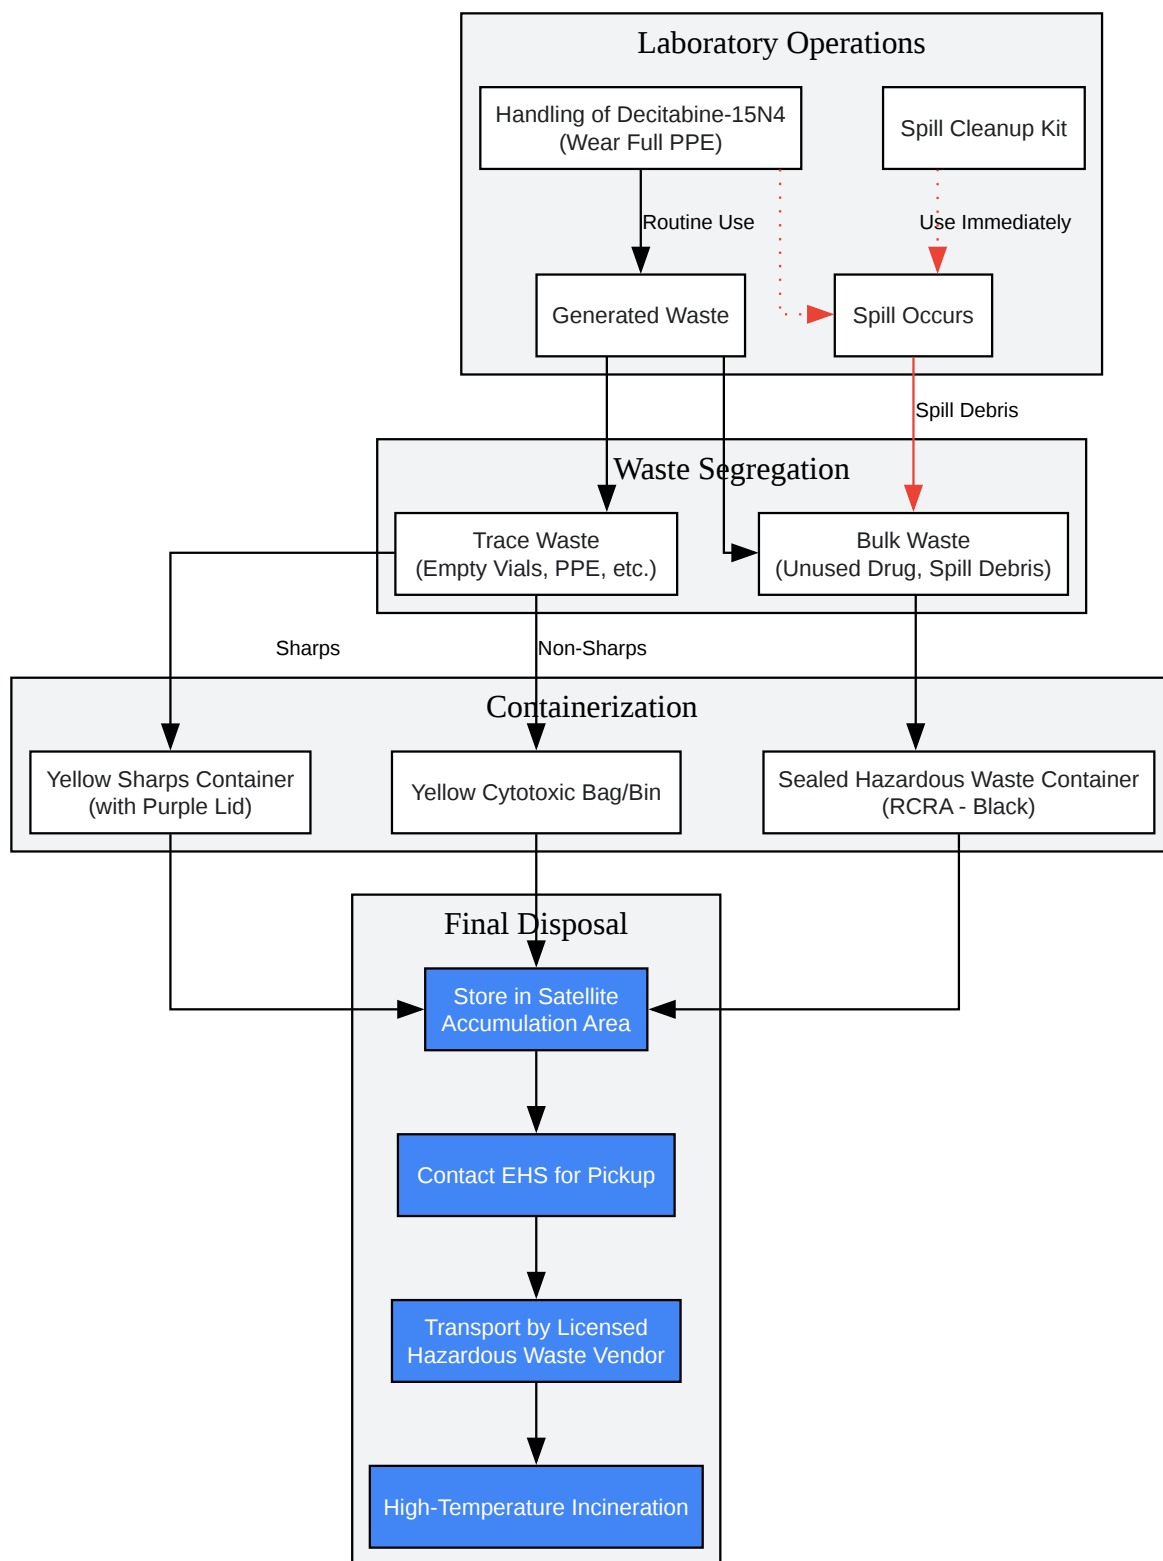 Laboratory Operations
Handling of Decitabine-15N4
(Wear Full PPE)
Spill Cleanup Kit
Routine Use
Use Immediately
Generated Waste
Spill Occurs
Spill Debris
Waste Segregation
Trace Waste
(Empty Vials, PPE, etc.)
Bulk Waste
(Unused Drug, Spill Debris)
Sharps
Non-Sharps
Containerization
Yellow Sharps Container
(with Purple Lid)
Yellow Cytotoxic Bag/Bin
Sealed Hazardous Waste Container
(RCRA - Black)
Final Disposal
Store in Satellite
Accumulation Area
Contact EHS for Pickup
Transport by Licensed
Hazardous Waste Vendor
High-Temperature Incineration